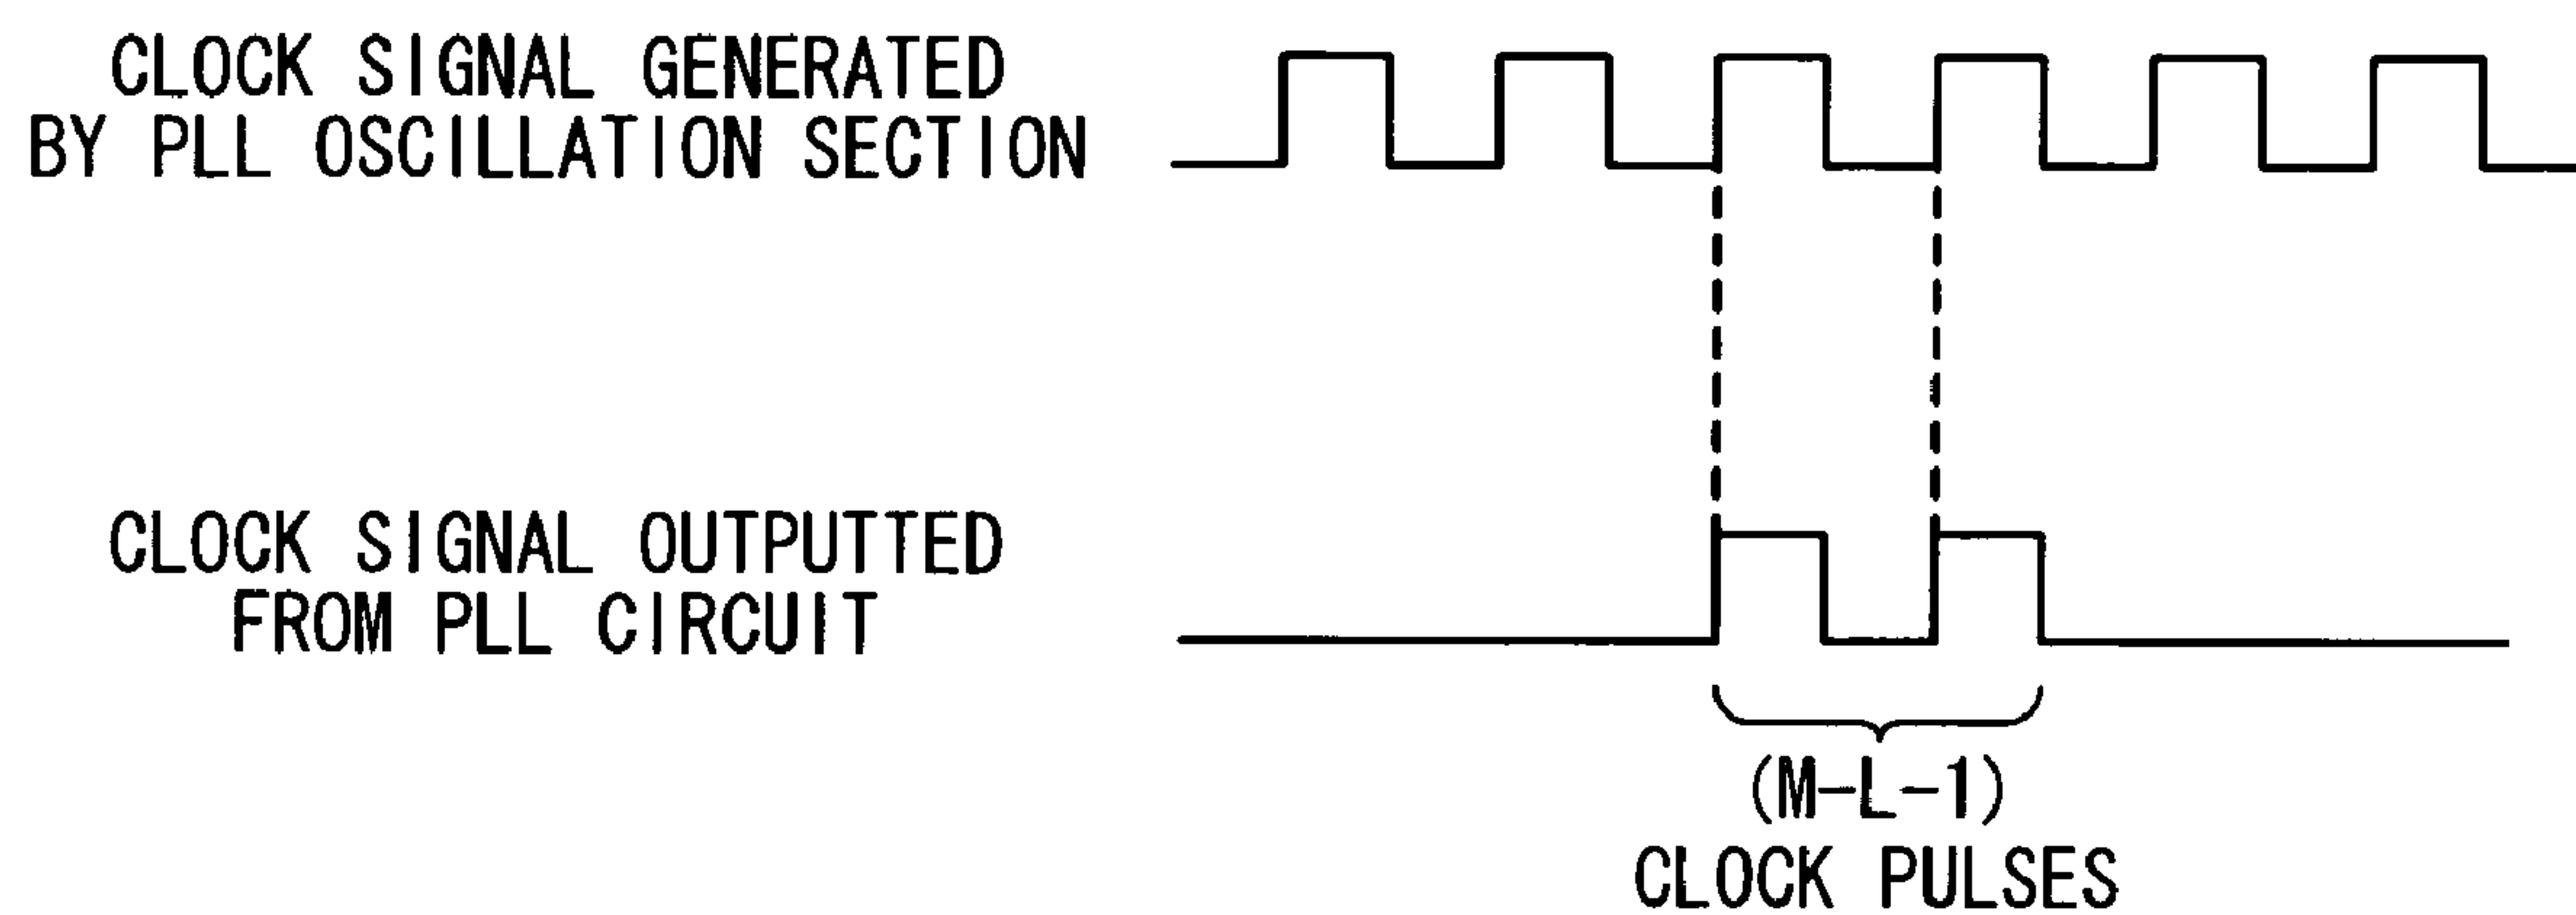 CLOCK SIGNAL GENERATED
BY PLL OSCILLATION SECTION
CLOCK SIGNAL OUTPUTTED
FROM PLL CIRCUIT
(M-L-1)
CLOCK PULSES